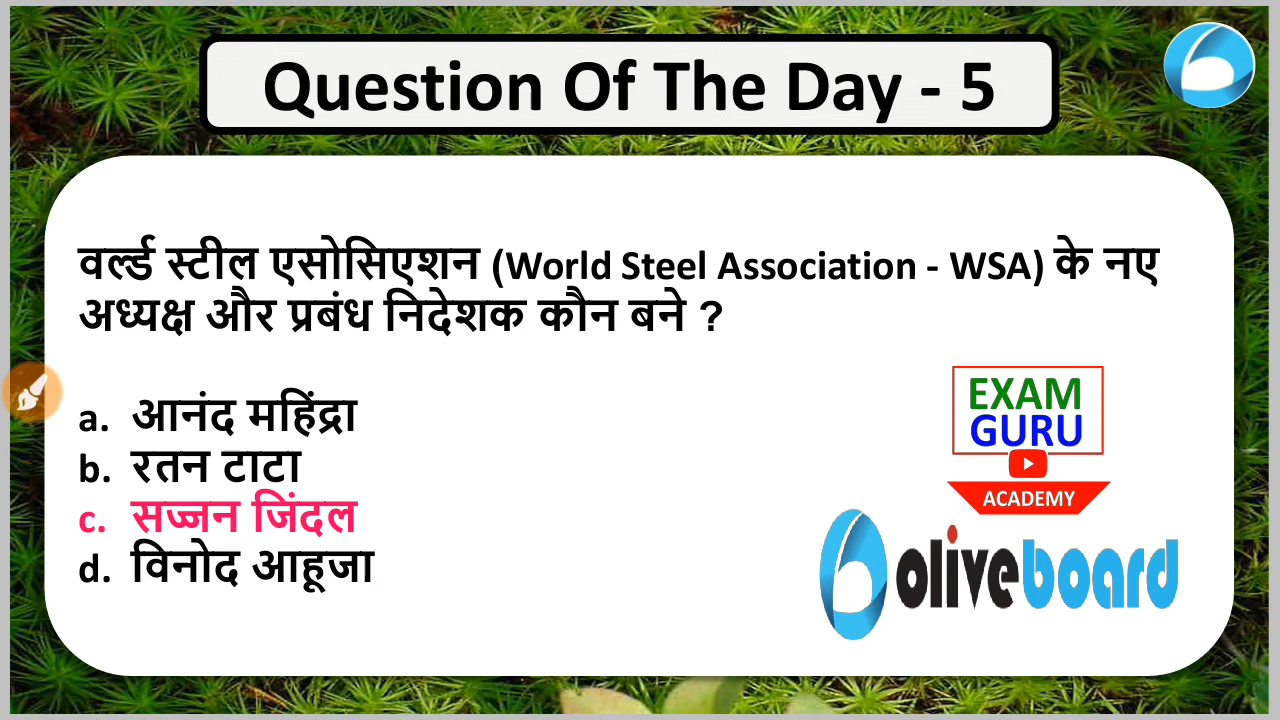 Question Of The Day - 5
वर्ल्ड स्टील एसोसिएशन (World Steel Association - WSA) के नए
अध्यक्ष और प्रबंध निदेशक कौन बने ?
a. आनंद महिंद्रा
b. रतन टाटा
c. सज्जन जिंदल
d. विनोद आहूजा
EXAM
GURU
ACADEMY
oliveboard